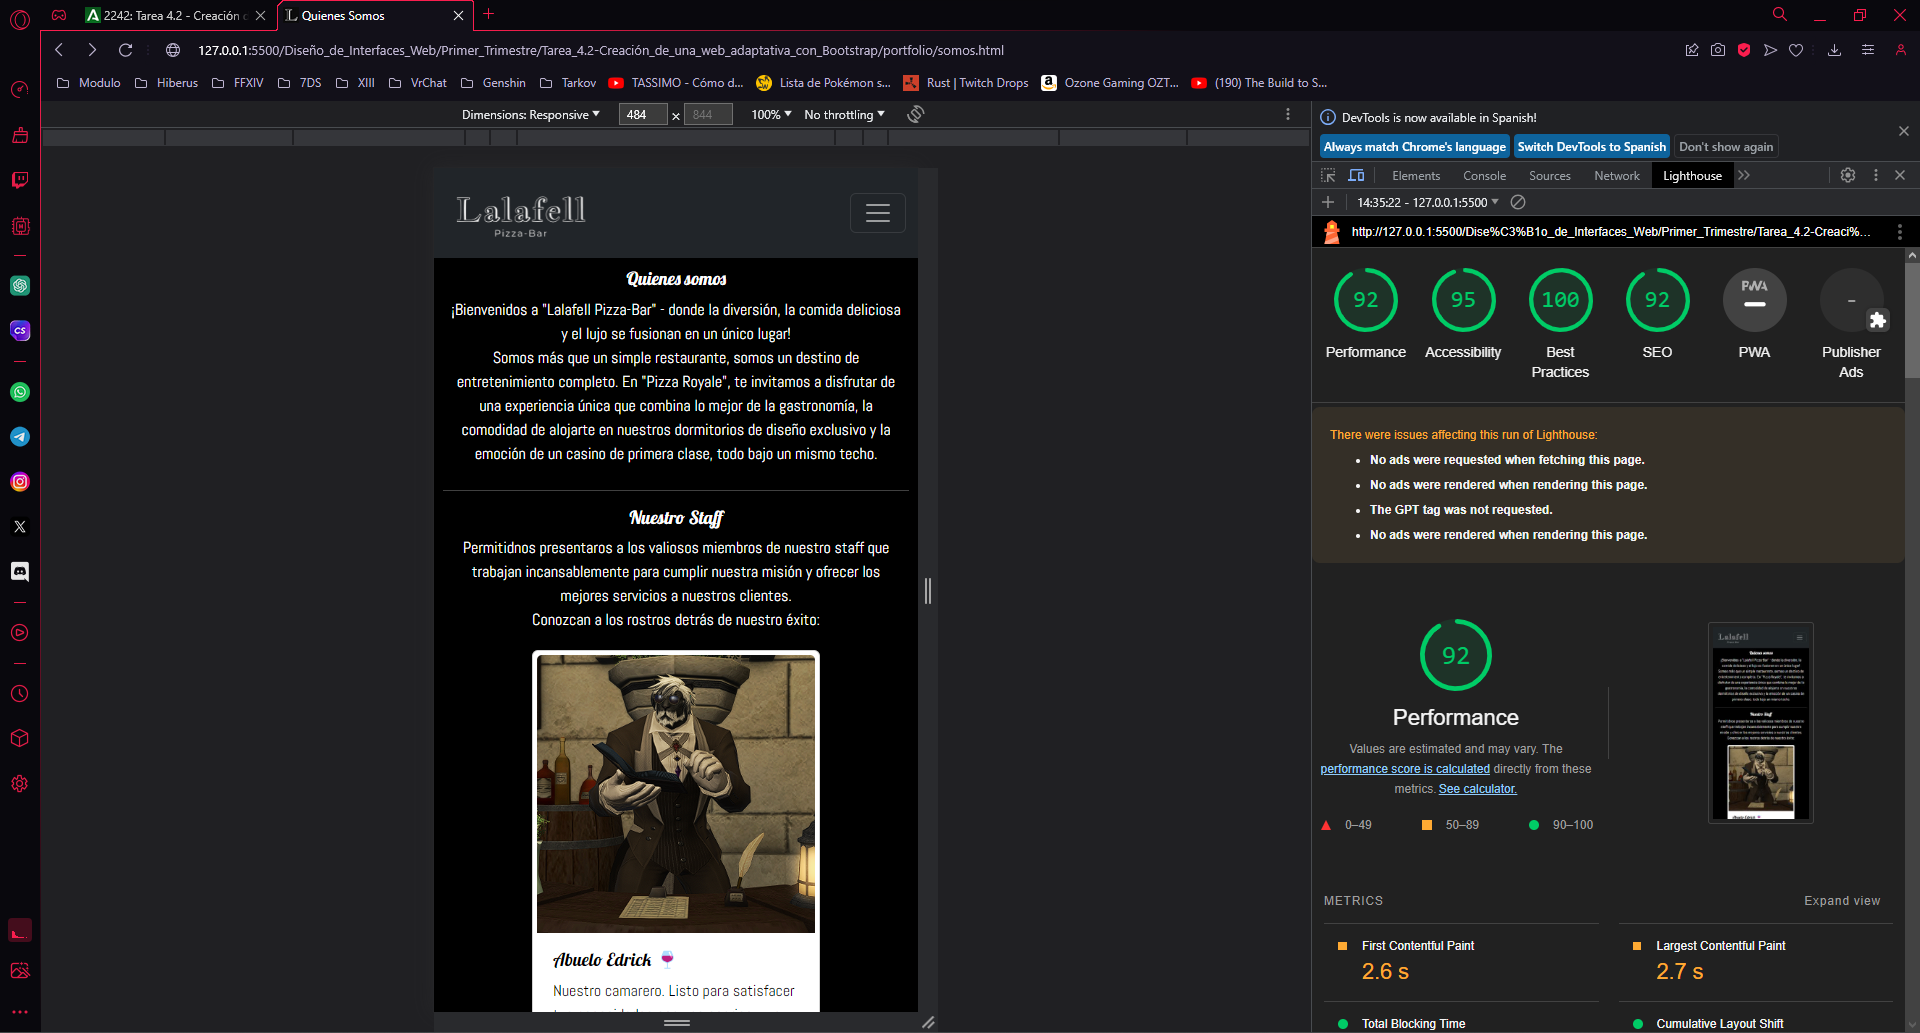 2242: Tarea 4.2 - Creación
Quienes Somos
127.0.0.1:5500/Diseño_de_Interfaces_Web/Primer_Trimestre/Tarea_4.2-Creación_de_una_web_adaptativa_con_Bootstrap/portfolio/somos.html
Modulo
Hiberus
FFXIV
7DS
XIII
VrChat
Genshin
Tarkov
TASSIMO - Cómo d...
Lista de Pokémon s...
Rust | Twitch Drops
Ozone Gaming OZT...
(190) The Build to S...
Dimensions: Responsive
484
×
844
100%
No throttling
Lalafell
Pizza-Bar
Quienes somos
¡Bienvenidos a "Lalafell Pizza-Bar" - donde la diversión, la comida deliciosa
y el lujo se fusionan en un único lugar!
Somos más que un simple restaurante, somos un destino de
entretenimiento completo. En "Pizza Royale", te invitamos a disfrutar de
una experiencia única que combina lo mejor de la gastronomía, la
comodidad de alojarte en nuestros dormitorios de diseño exclusivo y la
emoción de un casino de primera clase, todo bajo un mismo techo.
Nuestro Staff
Permitidnos presentaros a los valiosos miembros de nuestro staff que
trabajan incansablemente para cumplir nuestra misión y ofrecer los
mejores servicios a nuestros clientes.
Conozcan a los rostros detrás de nuestro éxito:
Abuelo Edrick 🍷
Nuestro camarero. Listo para satisfacer
DevTools is now available in Spanish!
Always match Chrome's language
Switch DevTools to Spanish
Don't show again
Elements
Console
Sources
Network
Lighthouse
14:35:22 - 127.0.0.1:5500
http://127.0.0.1:5500/Dise%C3%B1o_de_Interfaces_Web/Primer_Trimestre/Tarea_4.2-Creaci%...
92
Performance
95
Accessibility
100
Best
Practices
92
SEO
PWA
PWA
-
Publisher
Ads
There were issues affecting this run of Lighthouse:
No ads were requested when fetching this page.
No ads were rendered when rendering this page.
The GPT tag was not requested.
No ads were rendered when rendering this page.
92
Performance
Values are estimated and may vary. The
performance score is calculated directly from these
metrics. See calculator.
0–49
50–89
90–100
METRICS
Expand view
First Contentful Paint
2.6 s
Largest Contentful Paint
2.7 s
Total Blocking Time
Cumulative Layout Shift